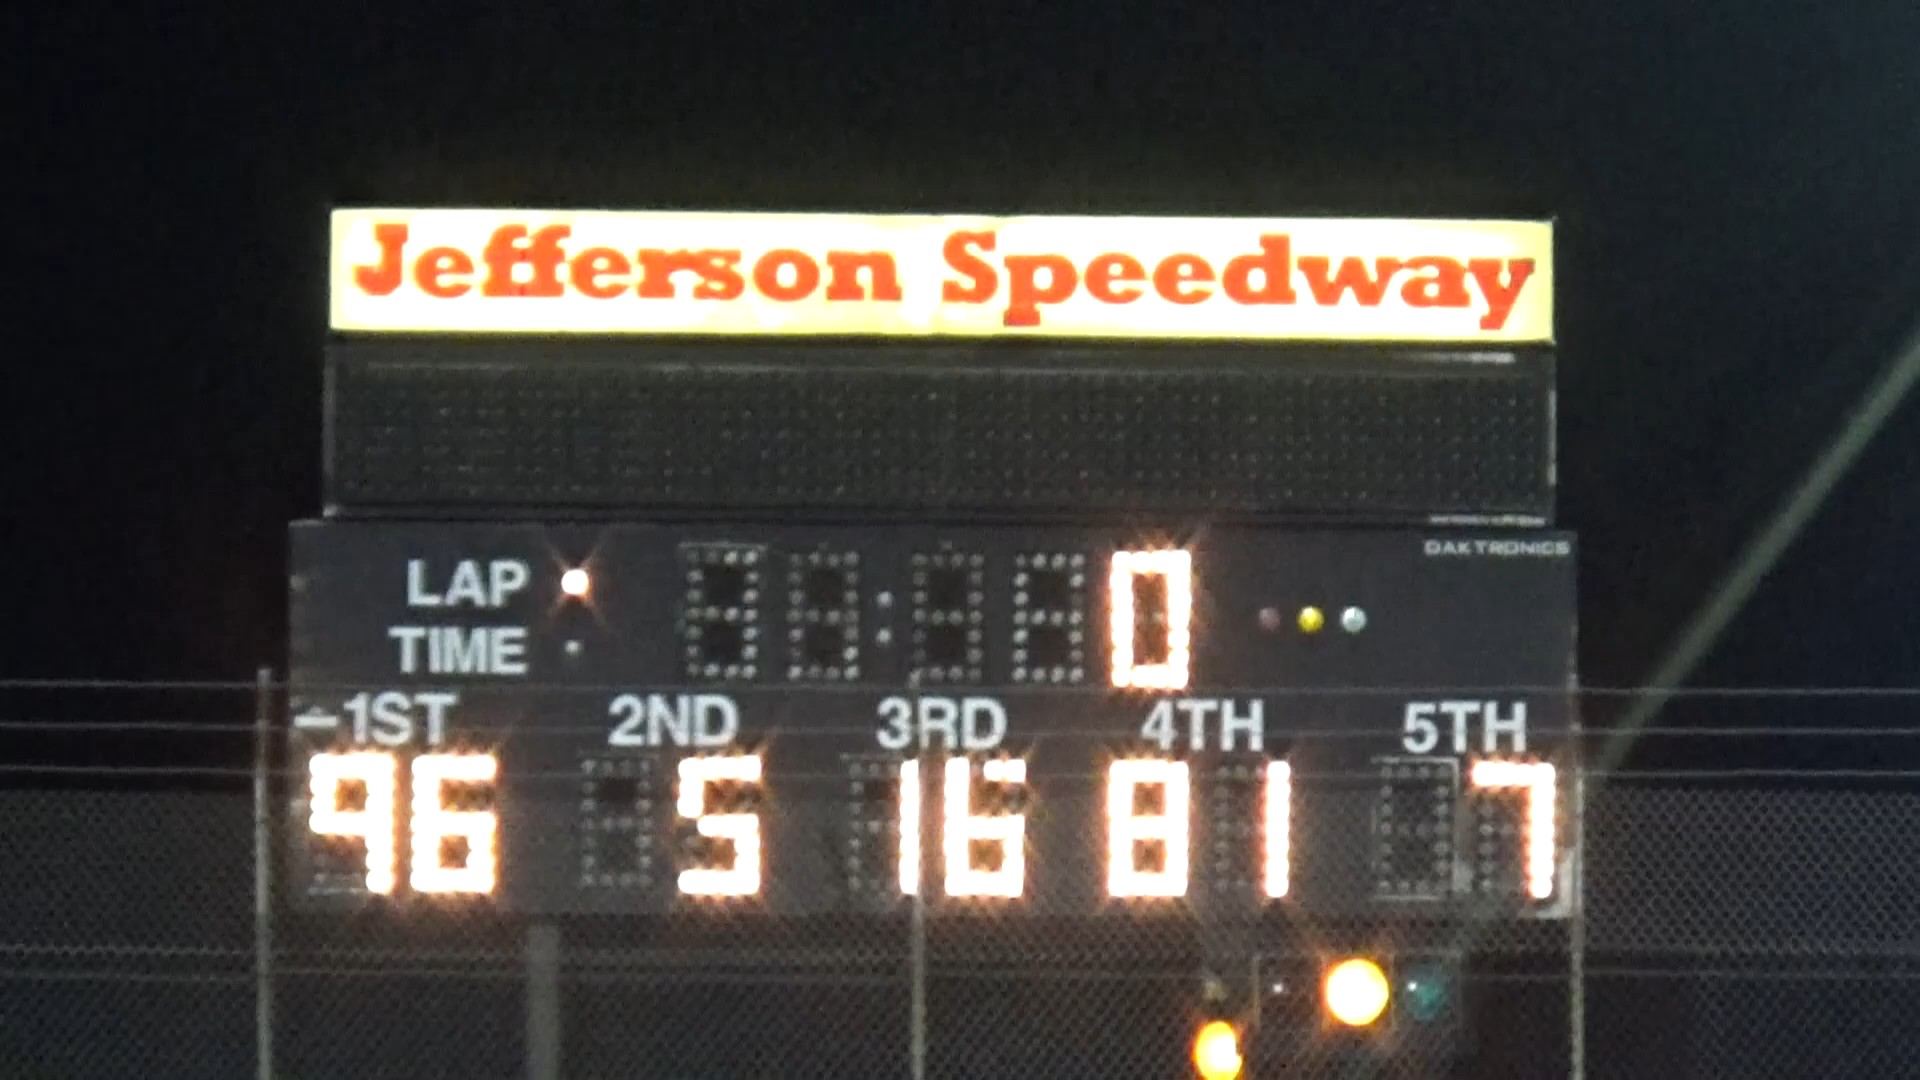 Jefferson Speedway
DAKTRONICS
LAP 0
TIME
1ST 2ND 3RD 4TH 5TH
96 5 16 81 7